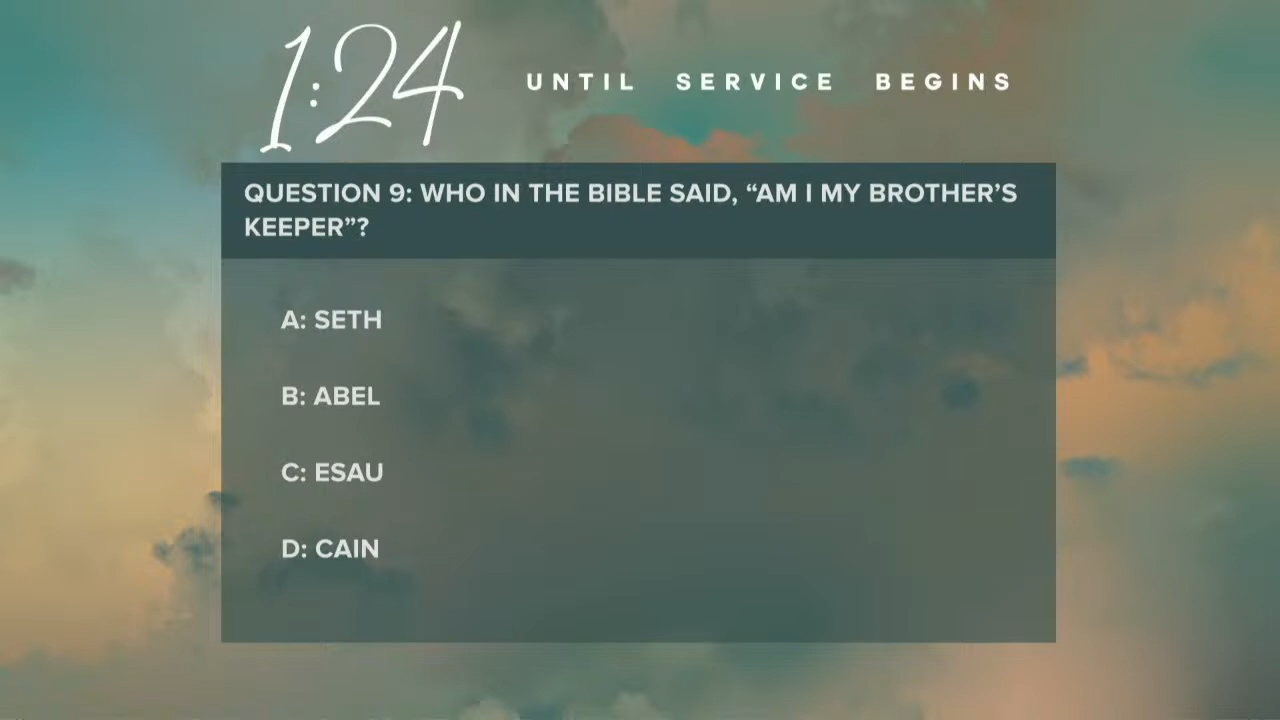 1:24 UNTIL SERVICE BEGINS
QUESTION 9: WHO IN THE BIBLE SAID, “AM I MY BROTHER’S
KEEPER”?
A: SETH
B: ABEL
C: ESAU
D: CAIN